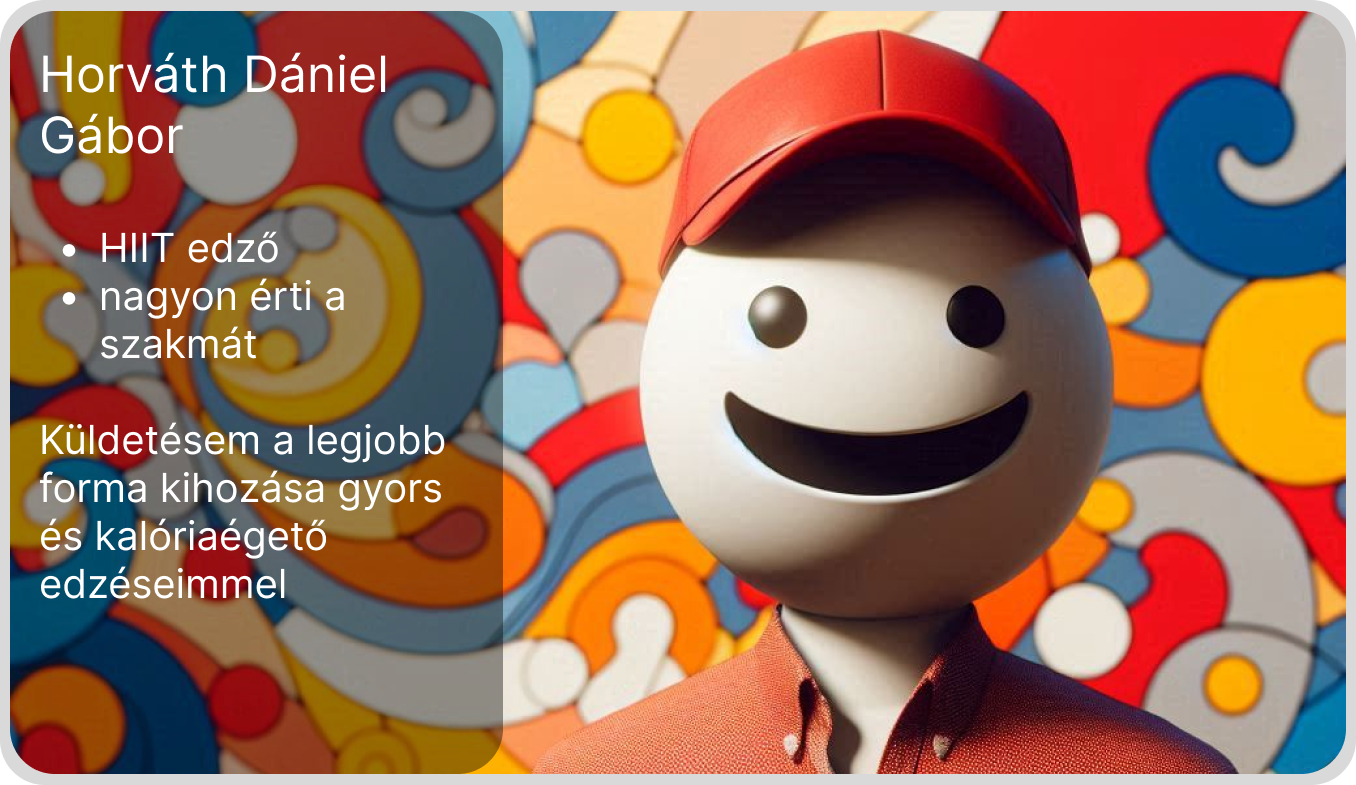 Horváth Dániel
Gábor
• HIIT edző
• nagyon érti a
szakmát
Küldetésem a legjobb
forma kihozása gyors
és kalóriaégető
edzéseimmel